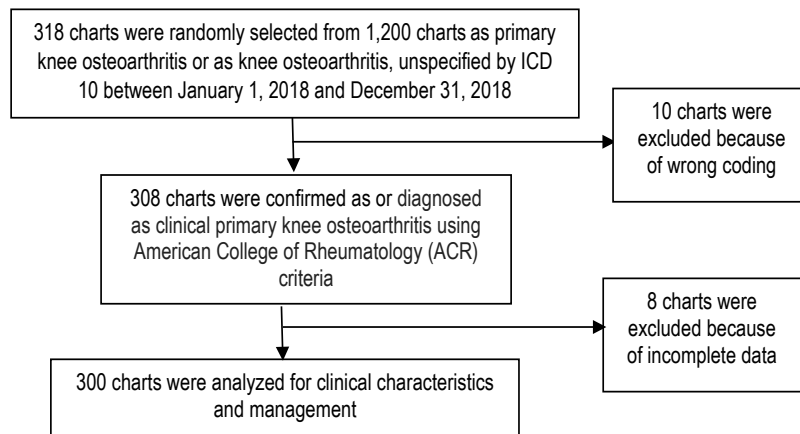 318 charts were randomly selected from 1,200 charts as primary
knee osteoarthritis or as knee osteoarthritis, unspecified by ICD
10 between January 1, 2018 and December 31, 2018
10 charts were
excluded because
of wrong coding
308 charts were confirmed as or diagnosed
as clinical primary knee osteoarthritis using
American College of Rheumatology (ACR)
criteria
8 charts were
excluded because
of incomplete data
300 charts were analyzed for clinical characteristics
and management